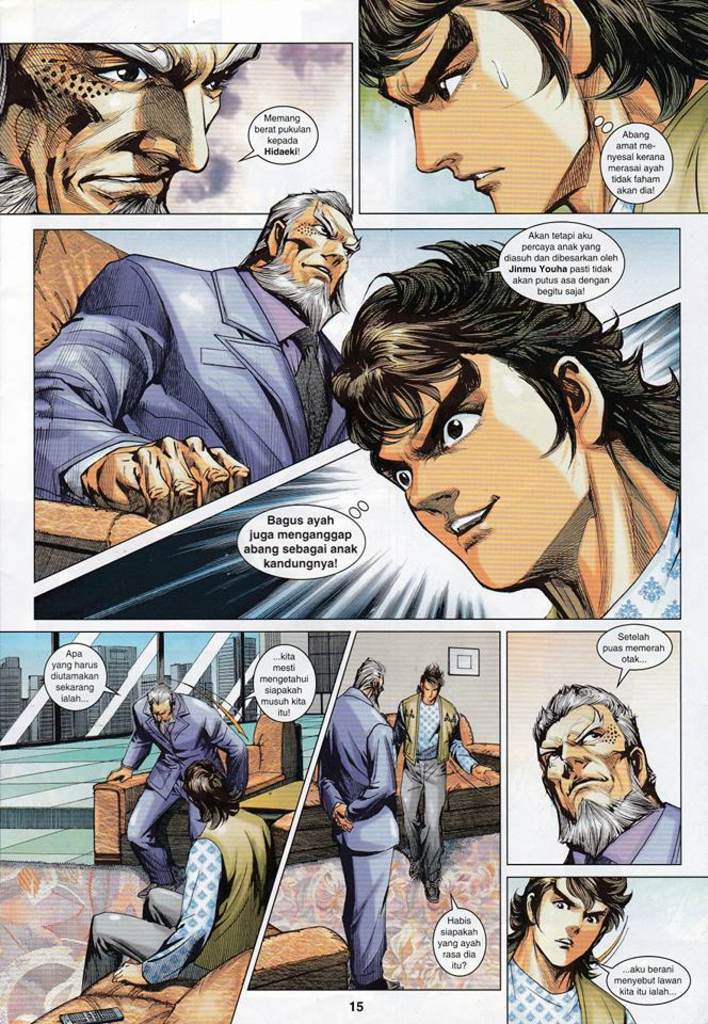 Memang
berat pukulan
kepada
Hidaeki!
Abang
amat me-
nyesal kerana
merasai ayah
tidak faham
akan dia!
Akan tetapi aku
percaya anak yang
diasuh dan dibesarkan oleh
Jinmu Youha pasti tidak
akan putus asa dengan
begitu saja!
Bagus ayah
juga menganggap
abang sebagai anak
kandungnya!
Apa
yang harus
diutamakan
sekarang
ialah...
...kita
mesti
mengetahui
siapakah
musuh kita
itu!
Habis
siapakah
yang ayah
rasa dia
itu?
Setelah
puas memerah
otak...
...aku berani
menyebut lawan
kita itu ialah...
15